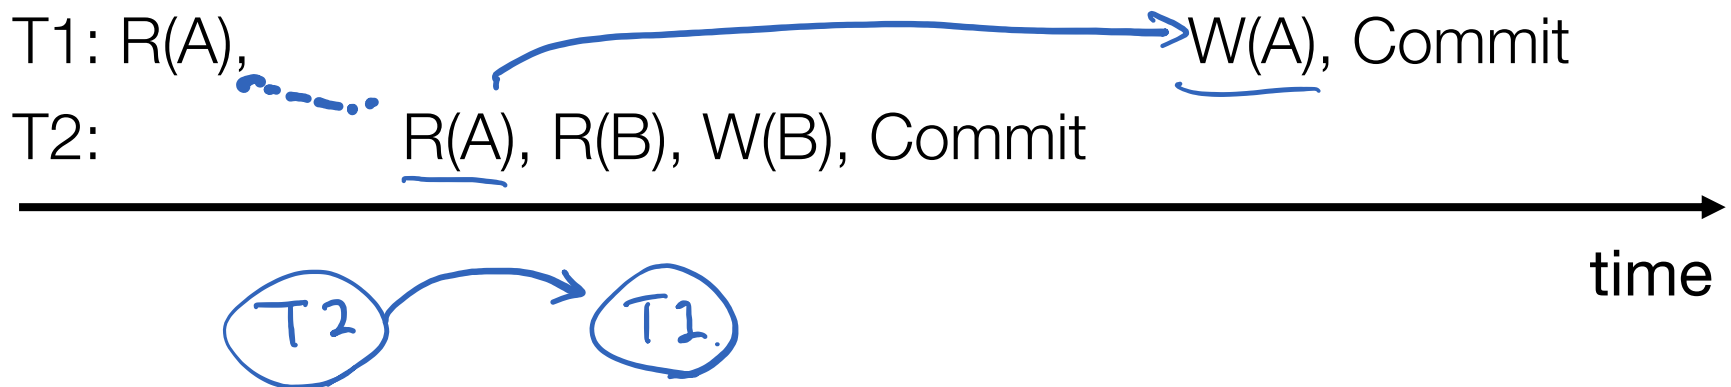 T1: R(A), W(A), Commit
T2: R(A), R(B), W(B), Commit
time
T2 T1.